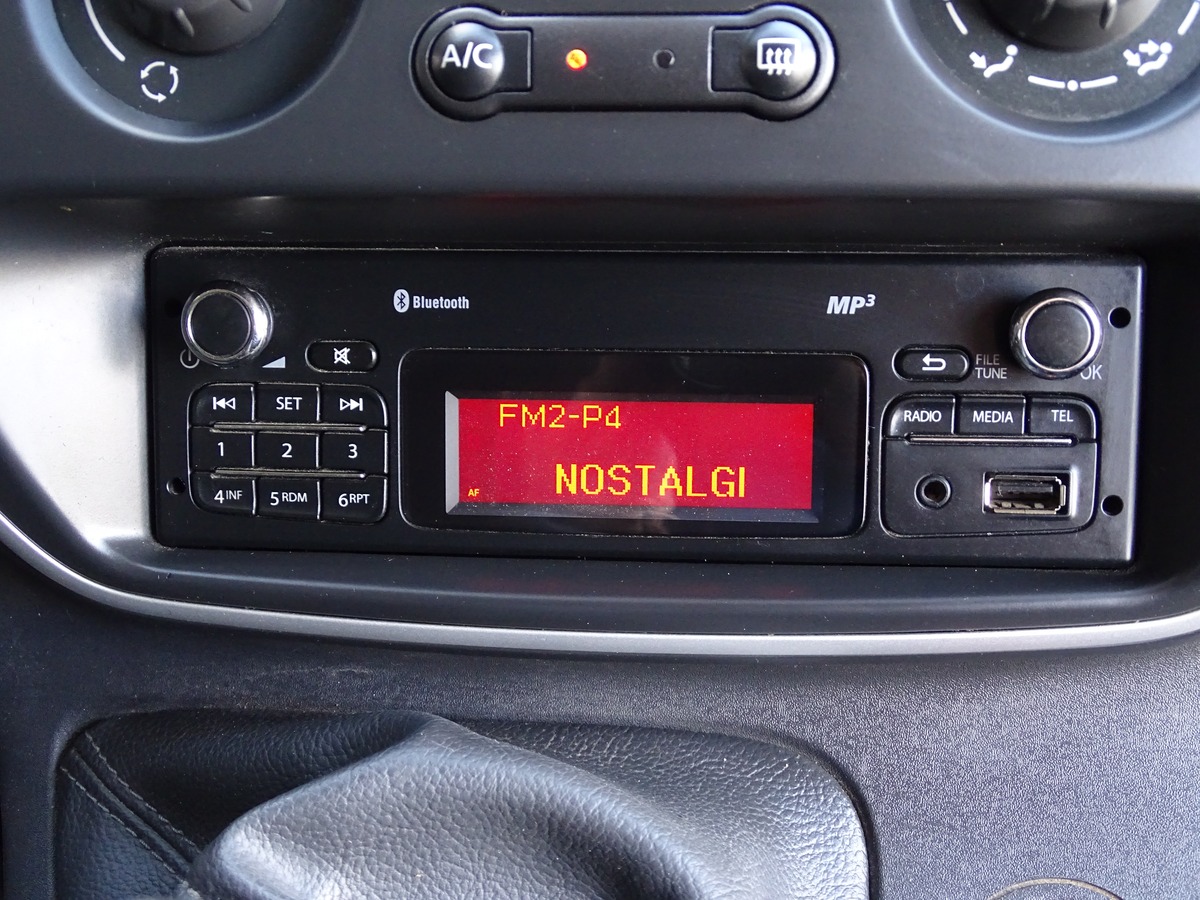 A/C
Bluetooth
MP3
FILE
TUNE
OK
SET
FM2-P4
RADIO MEDIA TEL
1 2 3
AF NOSTALGI
4INF 5RDM 6RPT